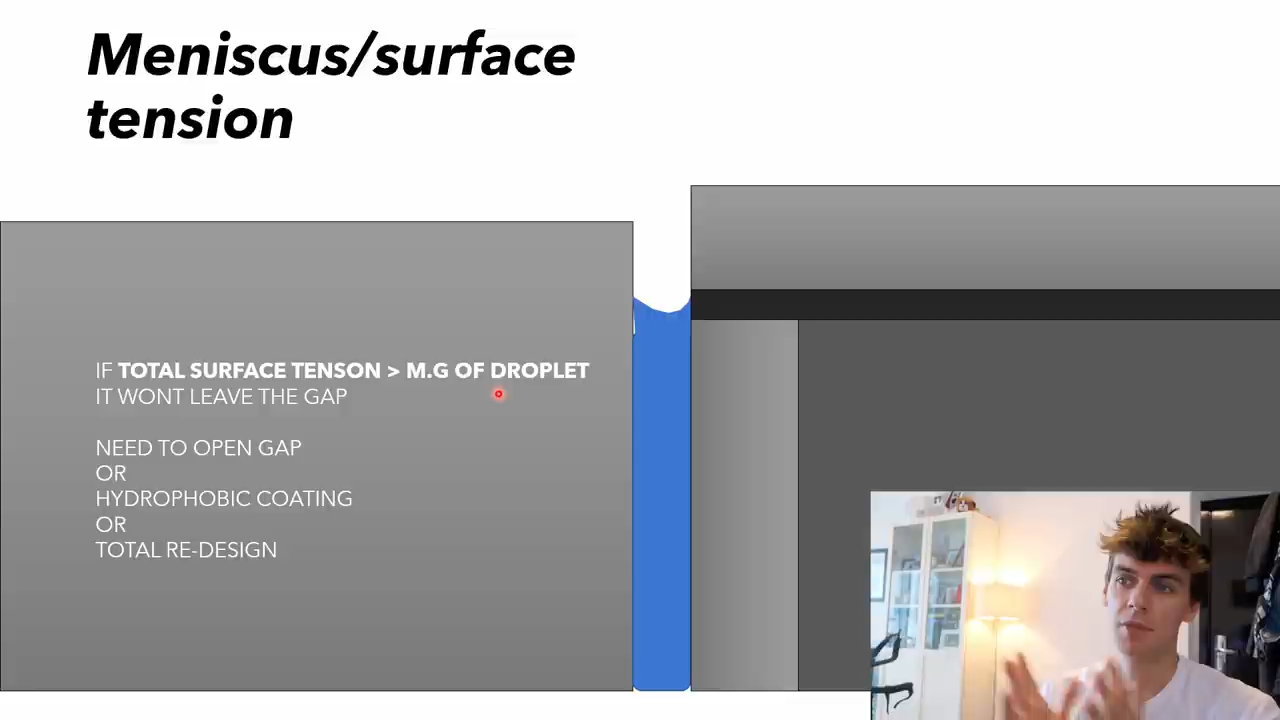 Meniscus/surface
tension
IF TOTAL SURFACE TENSON > M.G OF DROPLET
IT WONT LEAVE THE GAP
NEED TO OPEN GAP
OR
HYDROPHOBIC COATING
OR
TOTAL RE-DESIGN